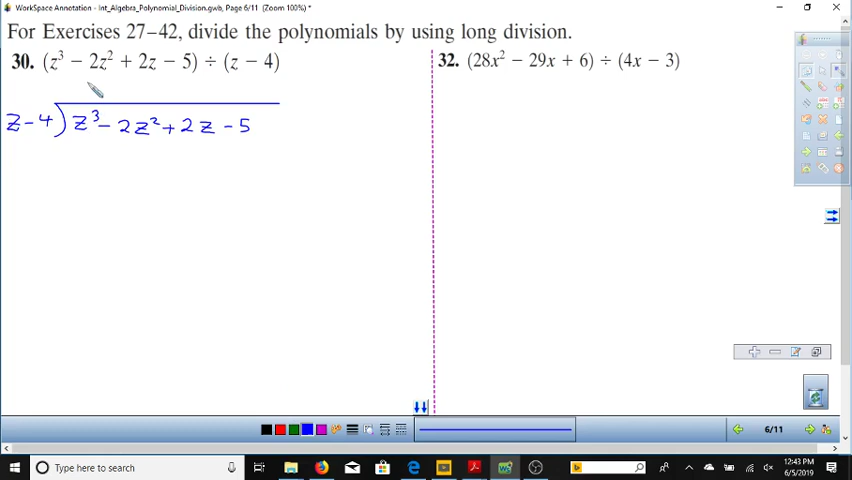 WorkSpace Annotation - Int_Algebra_Polynomial_Division.gwb, Page 6/11 (Zoom 100%) *
For Exercises 27–42, divide the polynomials by using long division.
30. (z³ − 2z² + 2z − 5) ÷ (z − 4)
z-4)z³-2z²+2z-5
32. (28x² − 29x + 6) ÷ (4x − 3)
6/11
Type here to search
12:43 PM
6/5/2019